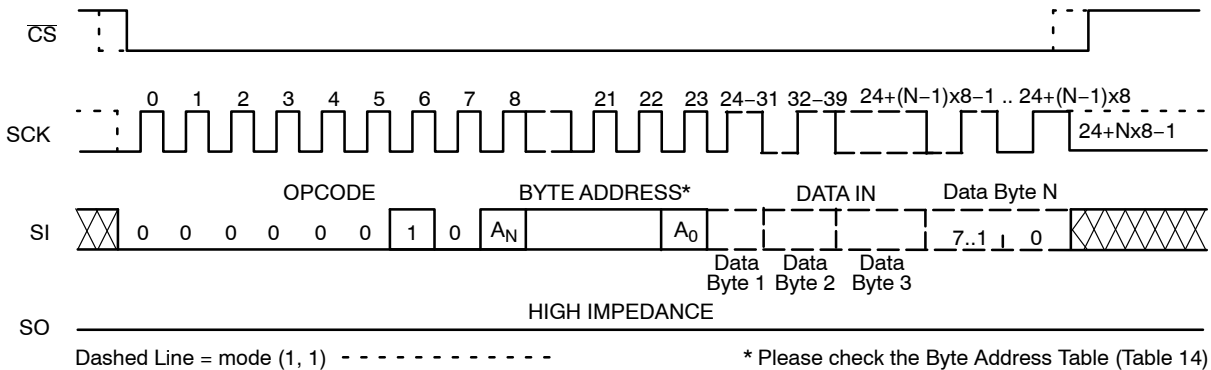 CS
0 1 2 3 4 5 6 7 8 21 22 23 24–31 32–39 24+(N–1)x8–1 .. 24+(N–1)x8
SCK
24+Nx8–1
OPCODE BYTE ADDRESS* DATA IN Data Byte N
SI 0 0 0 0 0 0 1 0 AN A0 7..1 0
Data Byte 1 Data Byte 2 Data Byte 3
HIGH IMPEDANCE
SO
Dashed Line = mode (1, 1) * Please check the Byte Address Table (Table 14)